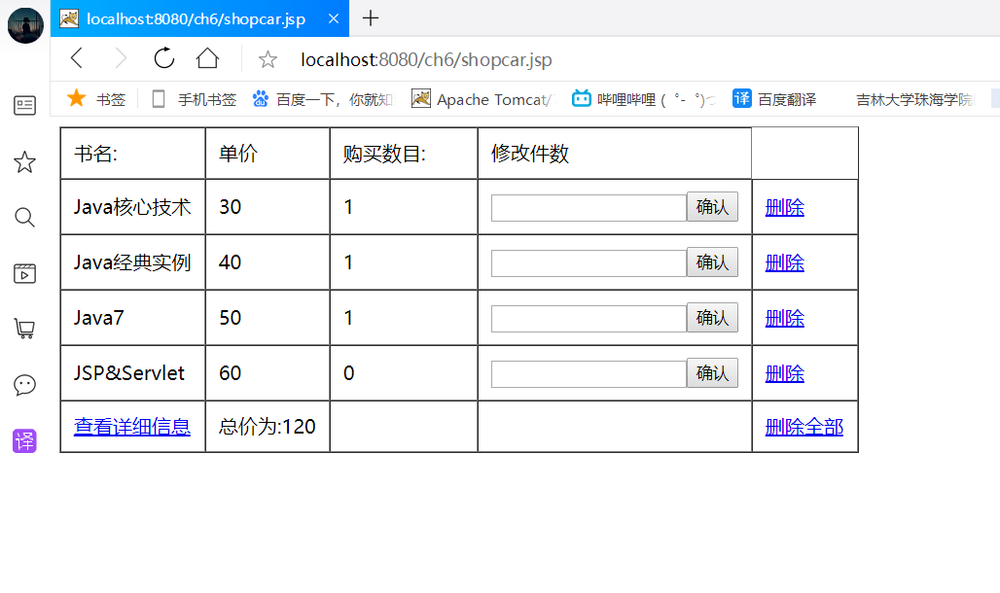 localhost:8080/ch6/shopcar.jsp
localhost:8080/ch6/shopcar.jsp
书签 手机书签 百度一下，你就知 Apache Tomcat/ 哔哩哔哩 ( ゜- ゜)つ 译 百度翻译 吉林大学珠海学院
书名: 单价 购买数目: 修改件数
Java核心技术 30 1 确认 删除
Java经典实例 40 1 确认 删除
Java7 50 1 确认 删除
JSP&Servlet 60 0 确认 删除
译 查看详细信息 总价为:120 删除全部